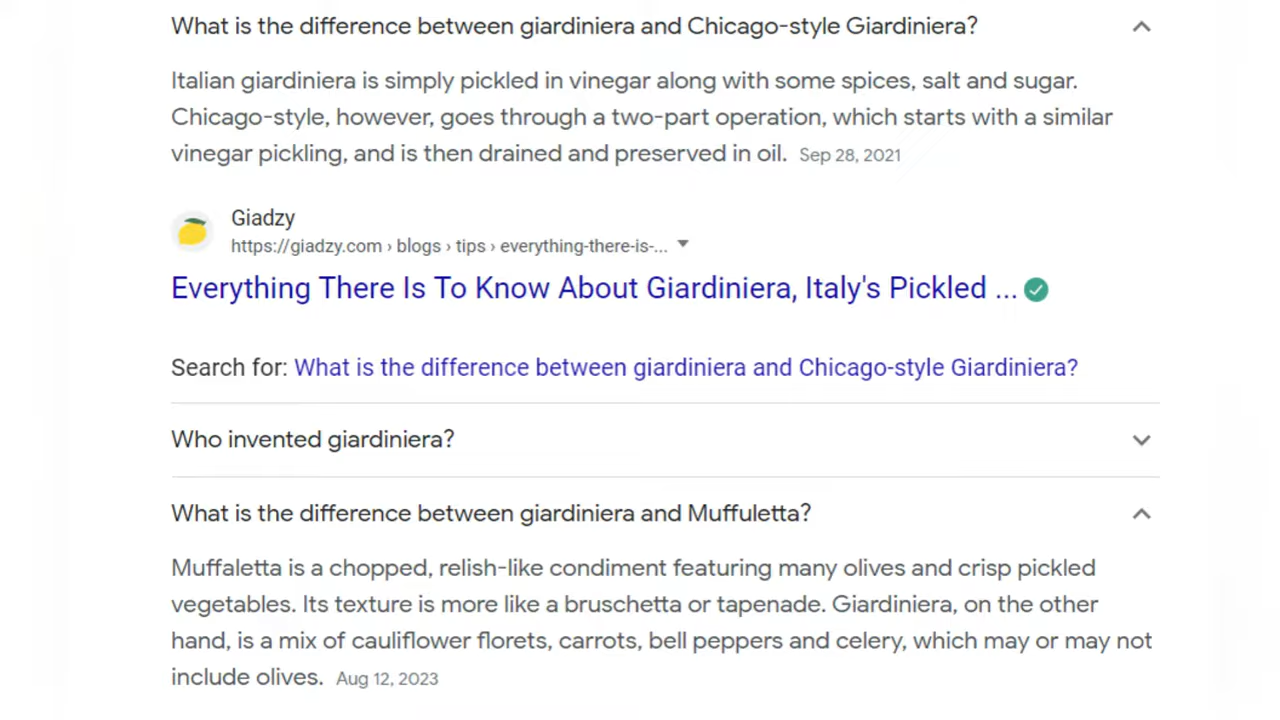 What is the difference between giardiniera and Chicago-style Giardiniera?
Italian giardiniera is simply pickled in vinegar along with some spices, salt and sugar.
Chicago-style, however, goes through a two-part operation, which starts with a similar
vinegar pickling, and is then drained and preserved in oil. Sep 28, 2021
Giadzy
https://giadzy.com › blogs › tips › everything-there-is-...
Everything There Is To Know About Giardiniera, Italy's Pickled ...
Search for: What is the difference between giardiniera and Chicago-style Giardiniera?
Who invented giardiniera?
What is the difference between giardiniera and Muffuletta?
Muffaletta is a chopped, relish-like condiment featuring many olives and crisp pickled
vegetables. Its texture is more like a bruschetta or tapenade. Giardiniera, on the other
hand, is a mix of cauliflower florets, carrots, bell peppers and celery, which may or may not
include olives. Aug 12, 2023